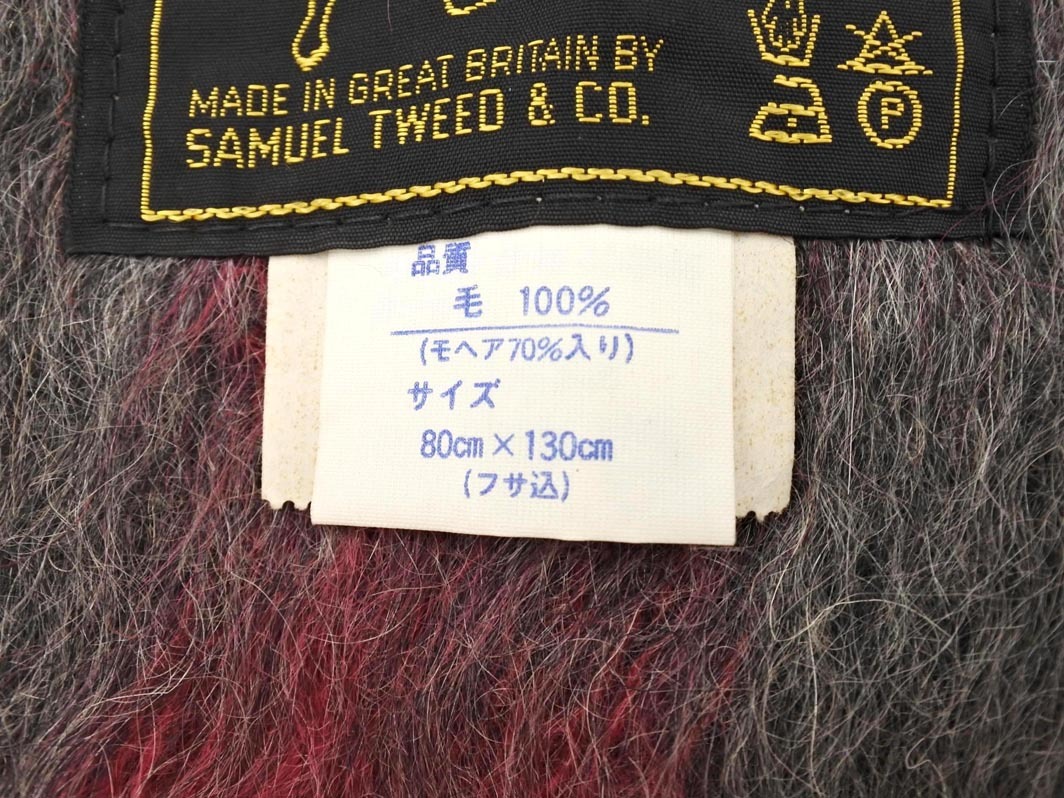 MADE IN GREAT BRITAIN BY
SAMUEL TWEED & CO.
P
品質
毛 100%
(モヘア70%入り)
サイズ
80cm×130cm
(フサ込)